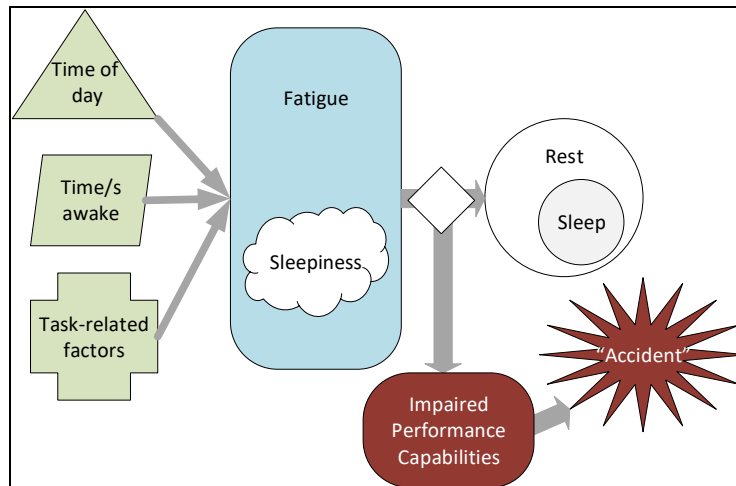 Time of
day
Fatigue
Time/s
awake
Rest
Sleep
Sleepiness
Task-related
factors
"Accident"
Impaired
Performance
Capabilities